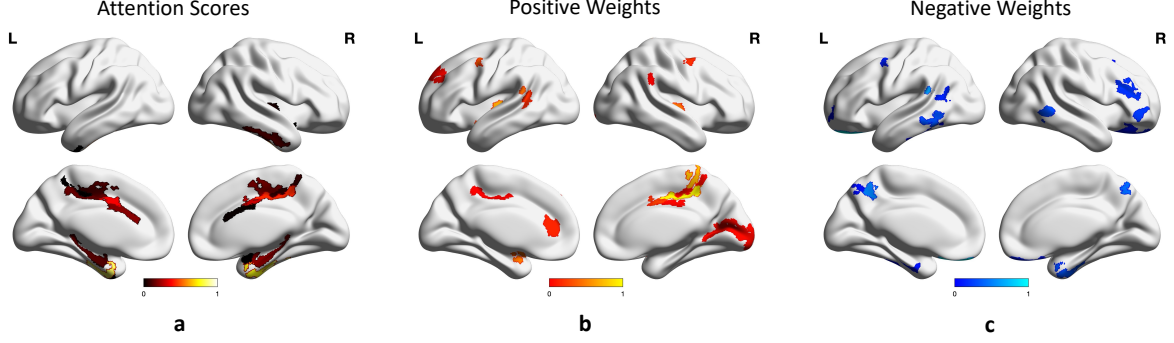 Attention Scores
Positive Weights
Negative Weights
L
R
L
R
L
R
0
1
0
1
0
1
a
b
c